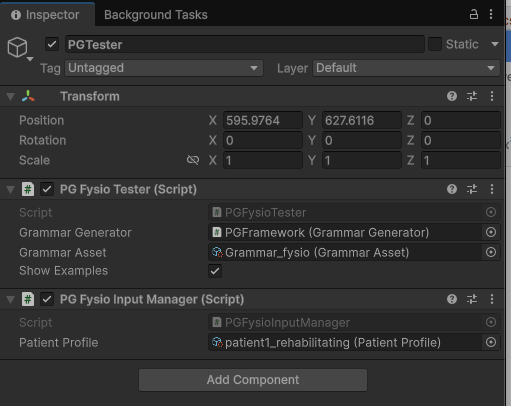 Inspector
Background Tasks
PGTester
Static
Tag Untagged Layer Default
Transform
Position X 595.9764 Y 627.6116 Z 0
Rotation X 0 Y 0 Z 0
Scale X 1 Y 1 Z 1
# PG Fysio Tester (Script)
Script # PGFysioTester
Grammar Generator # PGFramework (Grammar Generator)
Grammar Asset Grammar_fysio (Grammar Asset)
Show Examples
# PG Fysio Input Manager (Script)
Script # PGFysioInputManager
Patient Profile patient1_rehabilitating (Patient Profile)
Add Component